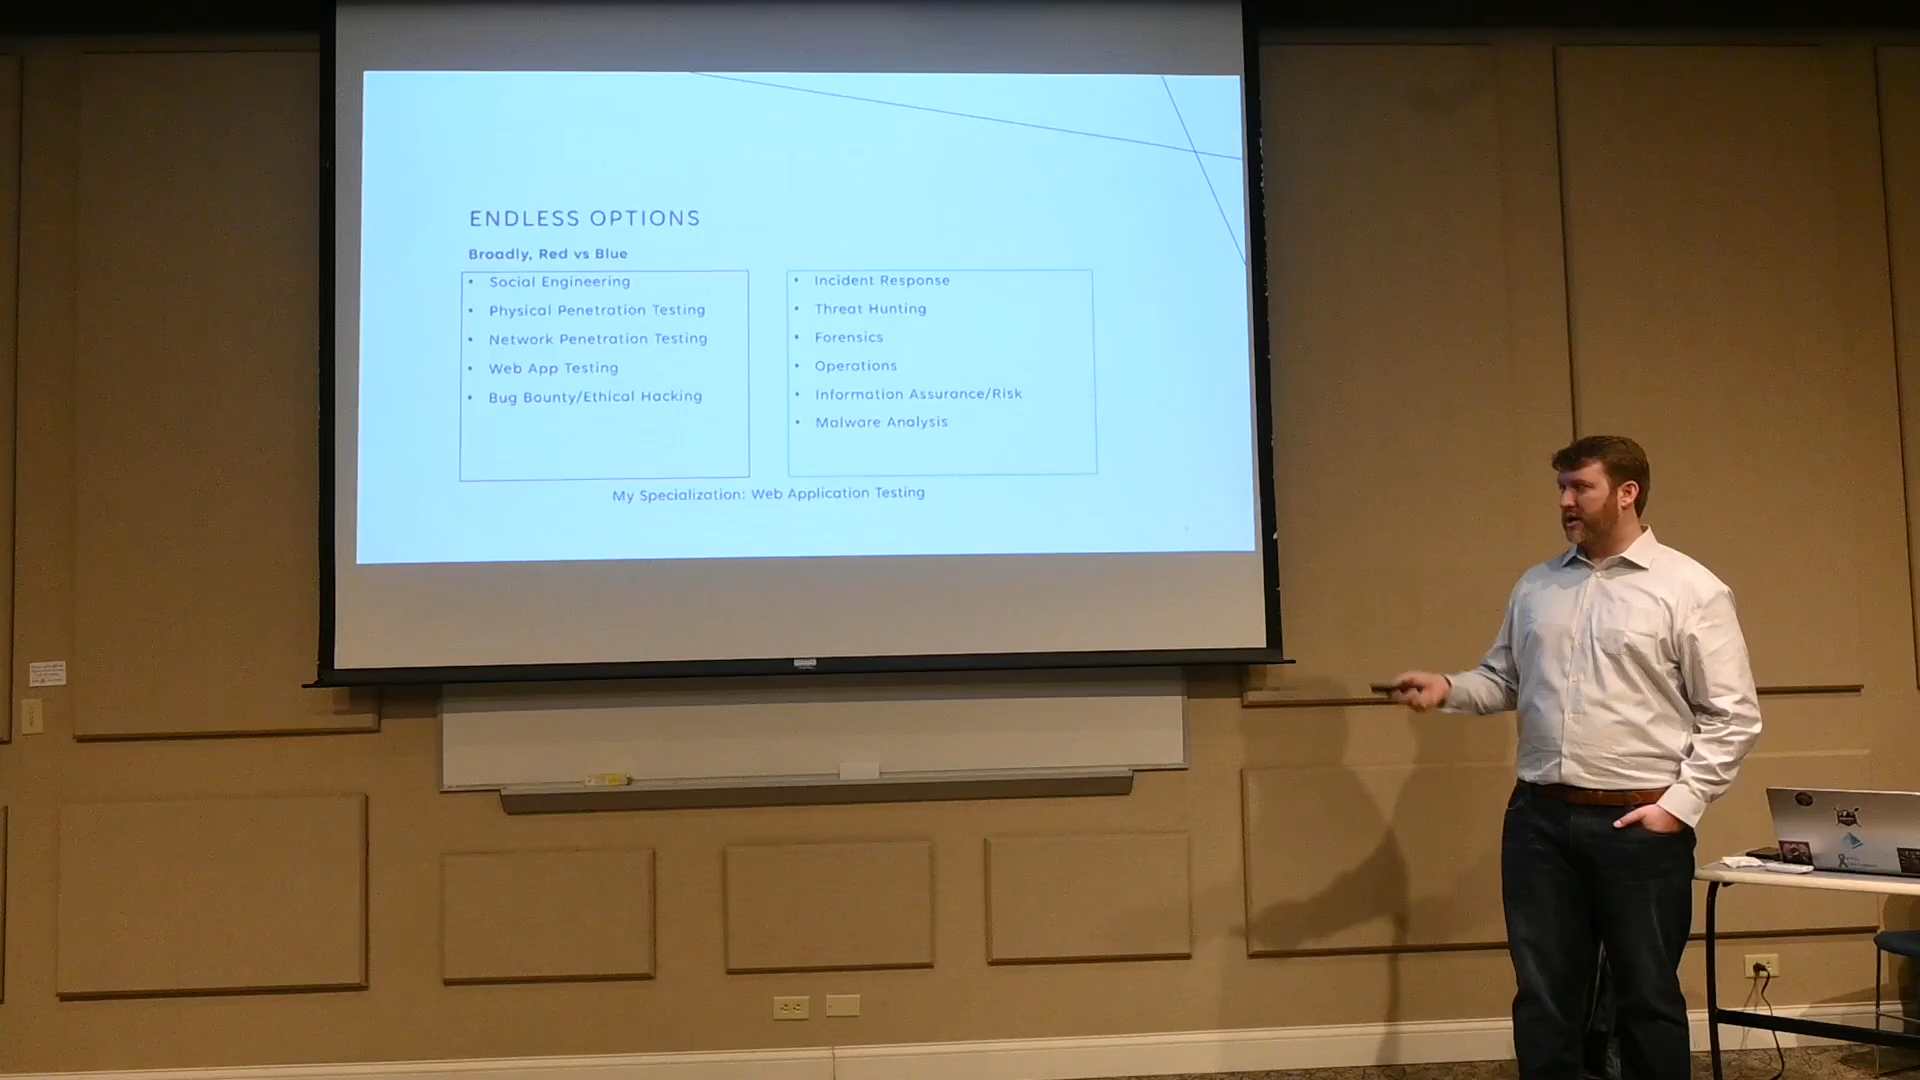 ENDLESS OPTIONS
Broadly, Red vs Blue
• Social Engineering
• Physical Penetration Testing
• Network Penetration Testing
• Web App Testing
• Bug Bounty/Ethical Hacking
• Incident Response
• Threat Hunting
• Forensics
• Operations
• Information Assurance/Risk
• Malware Analysis
My Specialization: Web Application Testing